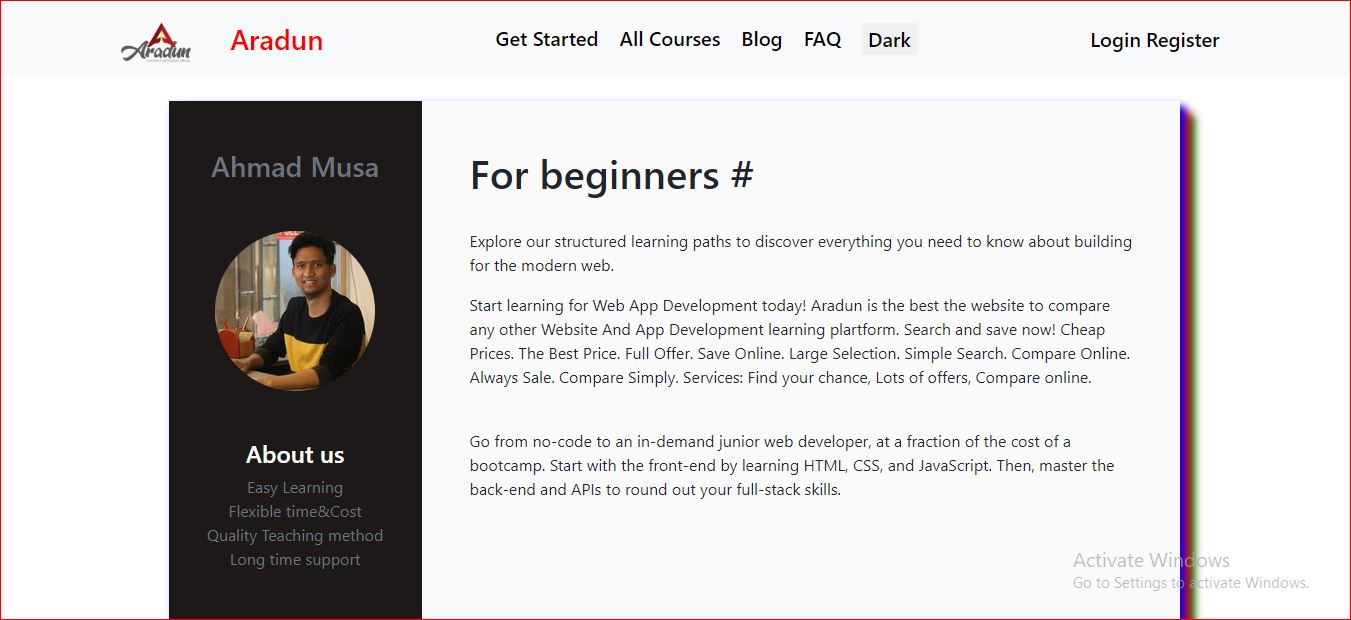 Aradun
Aradun
Get Started All Courses Blog FAQ Dark
Login Register
Ahmad Musa
About us
Easy Learning
Flexible time&Cost
Quality Teaching method
Long time support
For beginners #
Explore our structured learning paths to discover everything you need to know about building
for the modern web.
Start learning for Web App Development today! Aradun is the best the website to compare
any other Website And App Development learning plartform. Search and save now! Cheap
Prices. The Best Price. Full Offer. Save Online. Large Selection. Simple Search. Compare Online.
Always Sale. Compare Simply. Services: Find your chance, Lots of offers, Compare online.
Go from no-code to an in-demand junior web developer, at a fraction of the cost of a
bootcamp. Start with the front-end by learning HTML, CSS, and JavaScript. Then, master the
back-end and APIs to round out your full-stack skills.
Activate Windows
Go to Settings to activate Windows.